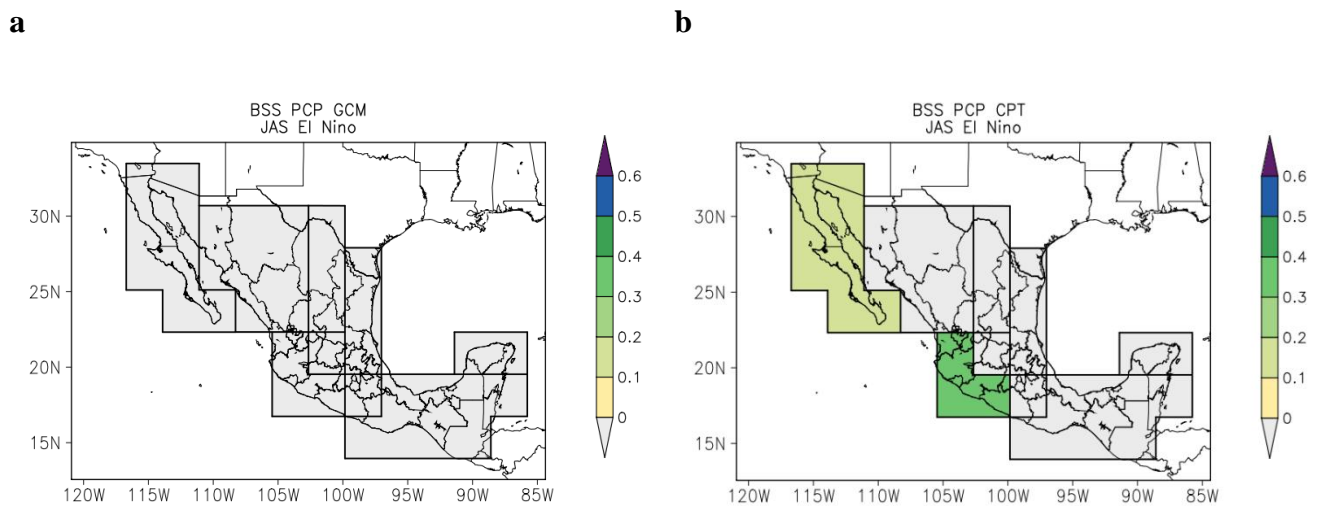 a
BSS PCP GCM
JAS El Nino
30N
25N
20N
15N
120W 115W 110W 105W 100W 95W 90W 85W
0.6
0.5
0.4
0.3
0.2
0.1
0
b
BSS PCP CPT
JAS El Nino
30N
25N
20N
15N
120W 115W 110W 105W 100W 95W 90W 85W
0.6
0.5
0.4
0.3
0.2
0.1
0